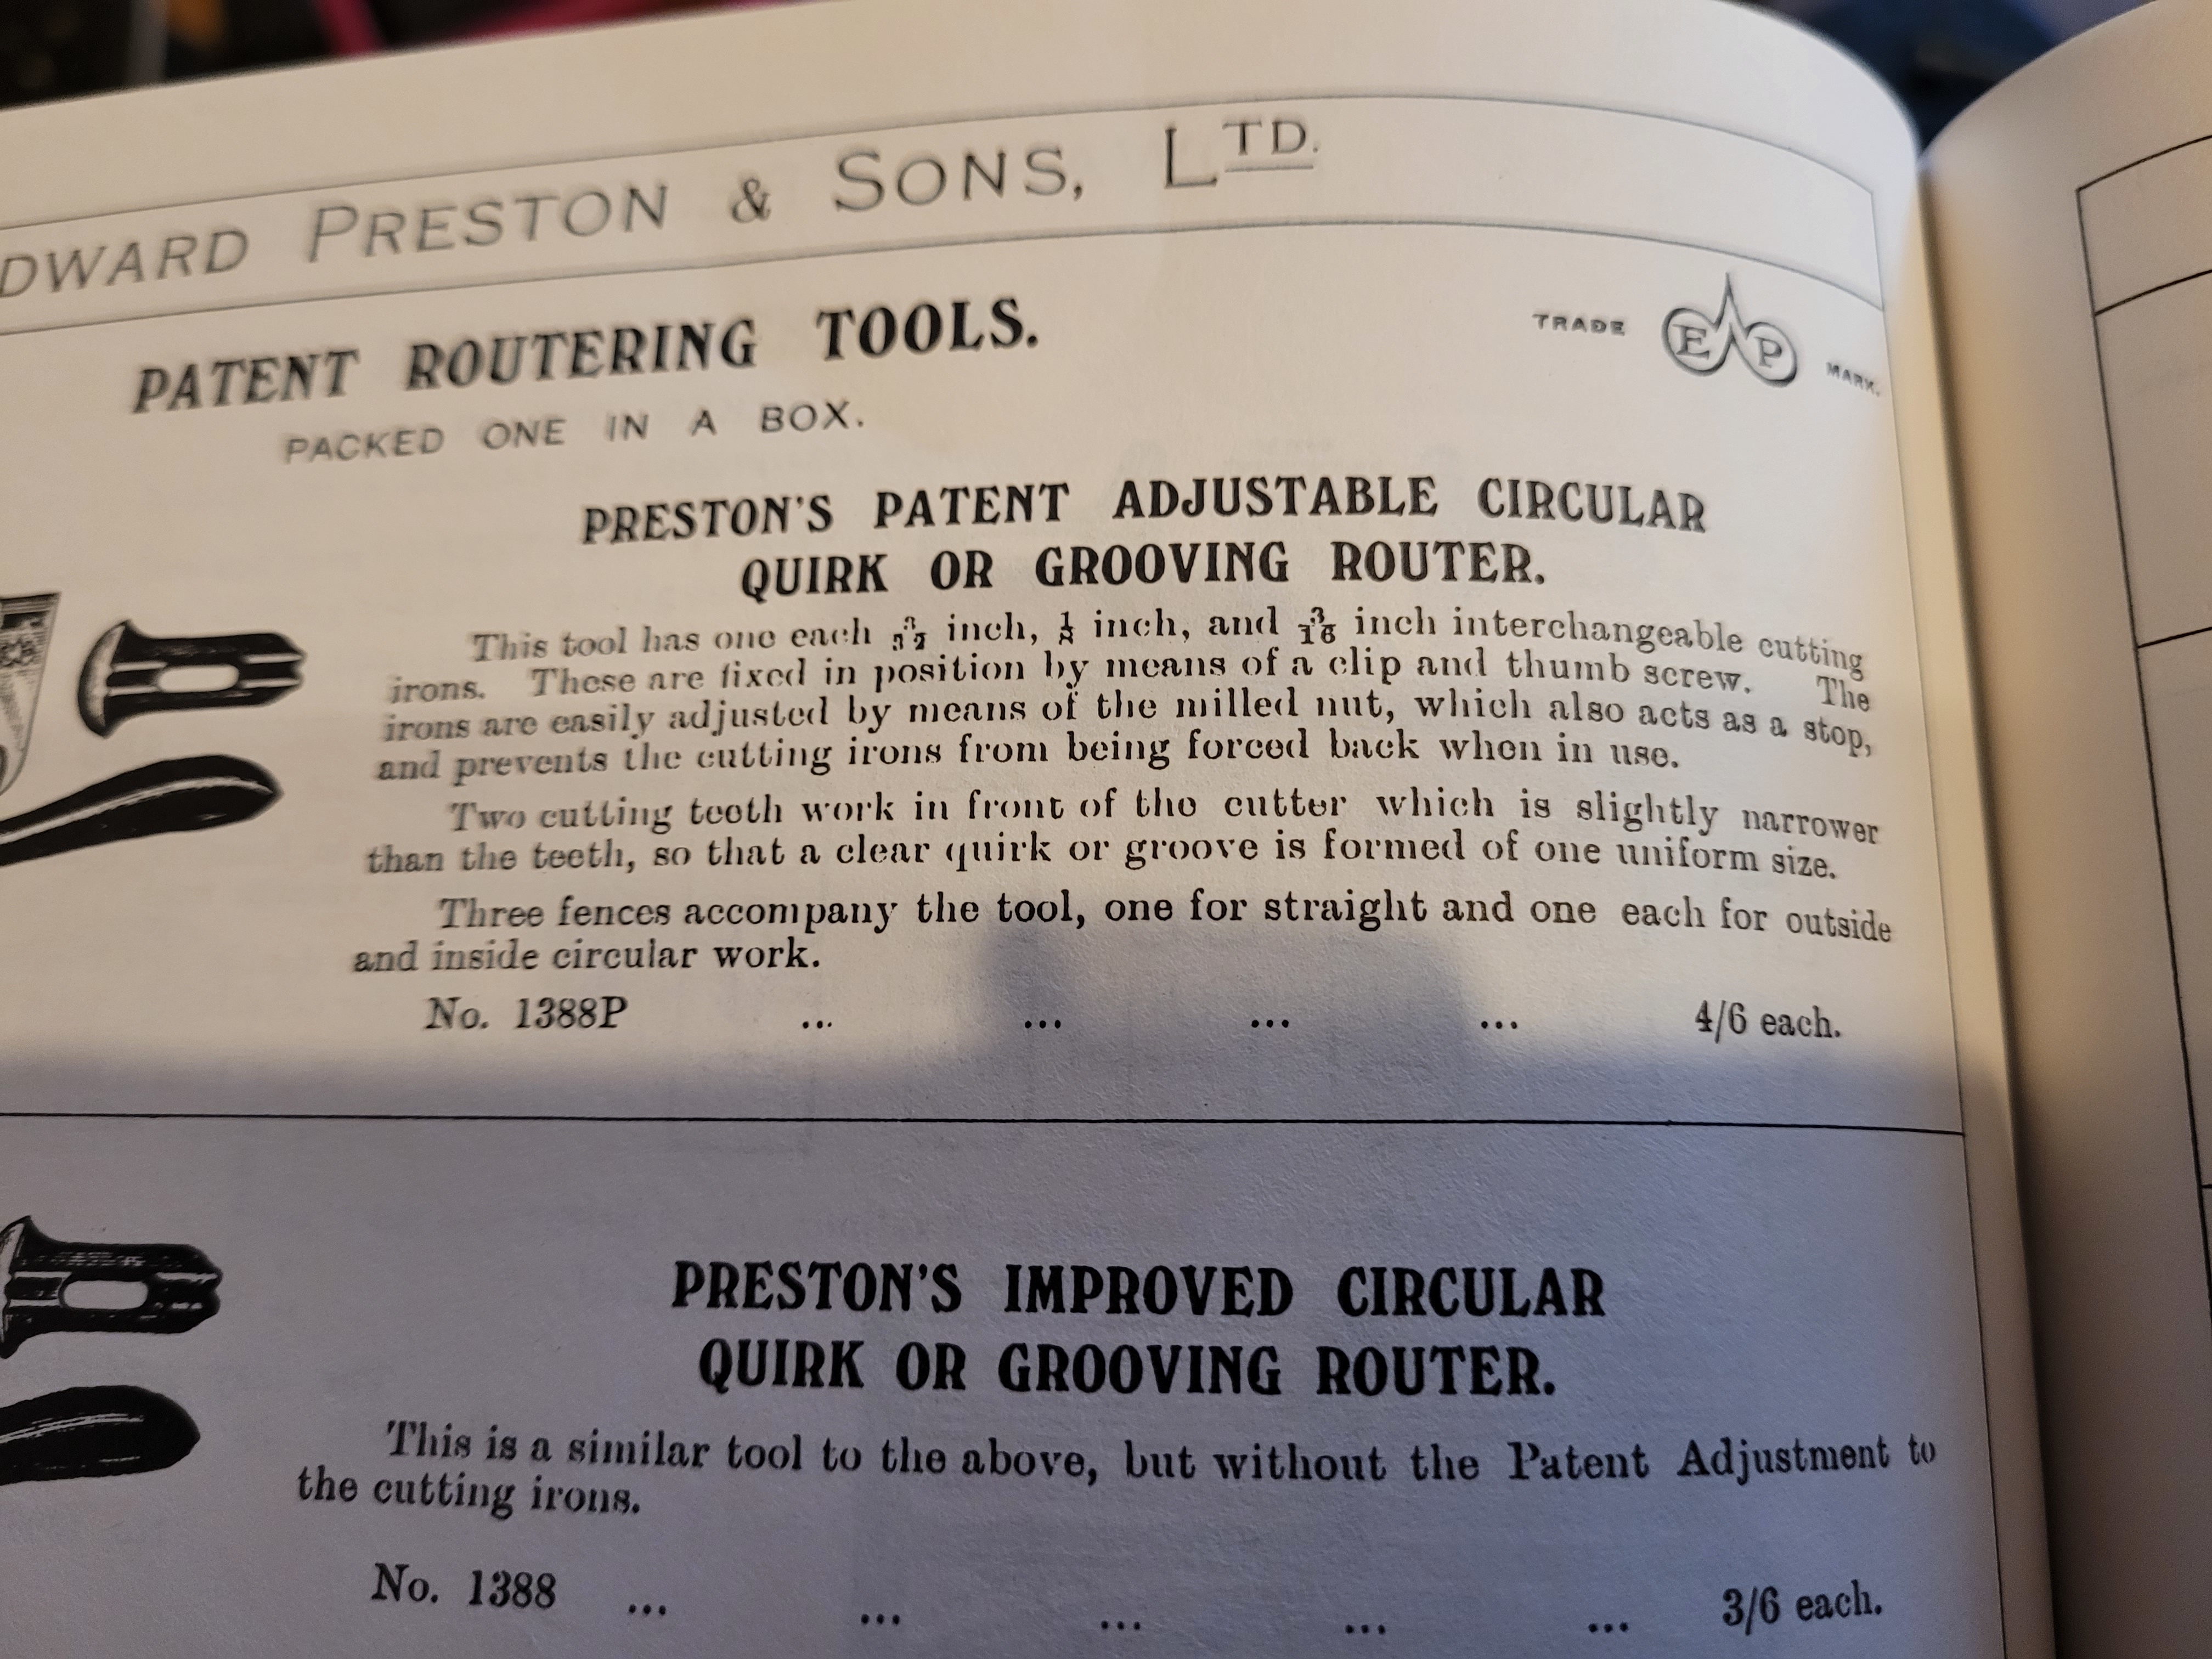 DWARD PRESTON & SONS, LTD.
PATENT ROUTERING TOOLS.
PACKED ONE IN A BOX.
TRADE E P MARK.
PRESTON'S PATENT ADJUSTABLE CIRCULAR
QUIRK OR GROOVING ROUTER.
This tool has one each 3/32 inch, 1/8 inch, and 3/16 inch interchangeable cutting
irons. These are fixed in position by means of a clip and thumb screw. The
irons are easily adjusted by means of the milled nut, which also acts as a stop,
and prevents the cutting irons from being forced back when in use.
Two cutting teeth work in front of the cutter which is slightly narrower
than the teeth, so that a clear quirk or groove is formed of one uniform size.
Three fences accompany the tool, one for straight and one each for outside
and inside circular work.
No. 1388P ... ... ... ... 4/6 each.
PRESTON'S IMPROVED CIRCULAR
QUIRK OR GROOVING ROUTER.
This is a similar tool to the above, but without the Patent Adjustment to
the cutting irons.
No. 1388 ... ... ... ... ... 3/6 each.